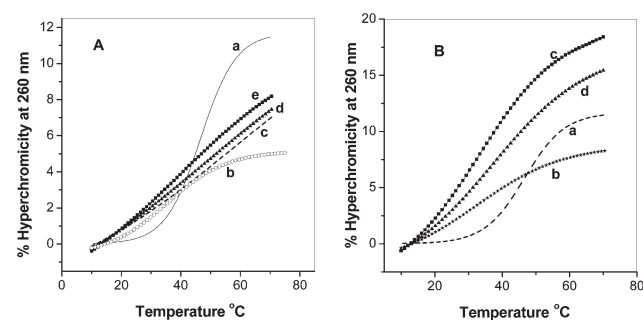 A
a
e
d
c
b
12
10
8
6
4
2
0
% Hyperchromicity at 260 nm
0 20 40 60 80
Temperature °C
B
c
d
a
b
20
15
10
5
0
% Hyperchromicity at 260 nm
20 40 60 80
Temperature °C